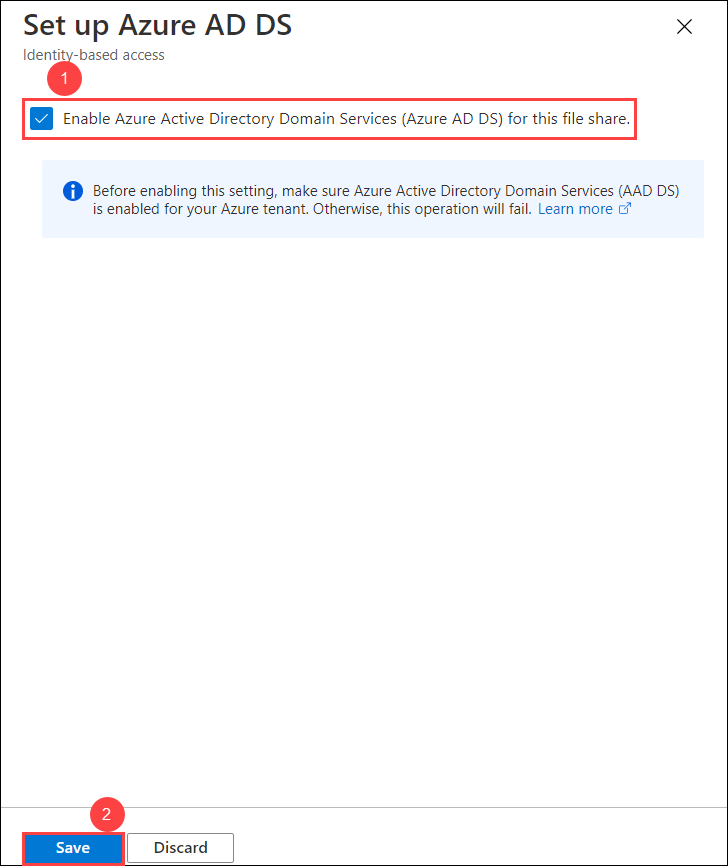 Set up Azure AD DS
Identity-based access
1
Enable Azure Active Directory Domain Services (Azure AD DS) for this file share.
Before enabling this setting, make sure Azure Active Directory Domain Services (AAD DS)
is enabled for your Azure tenant. Otherwise, this operation will fail. Learn more
2
Save
Discard